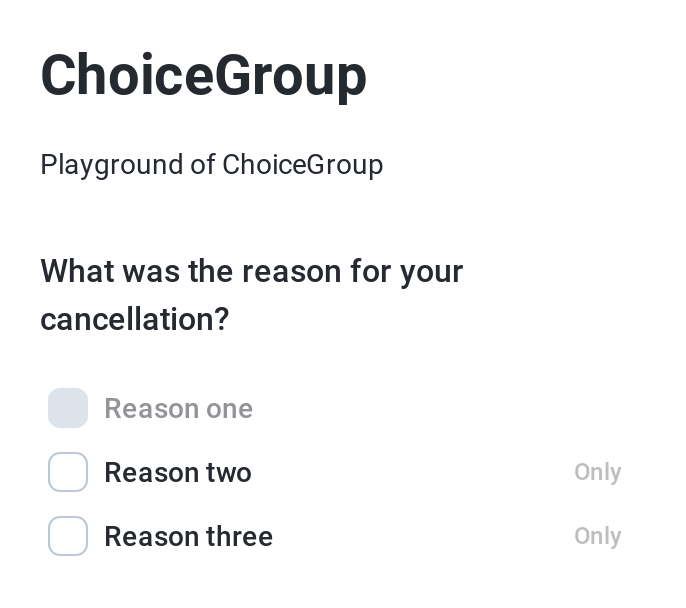 ChoiceGroup
Playground of ChoiceGroup
What was the reason for your
cancellation?
Reason one
Reason two Only
Reason three Only